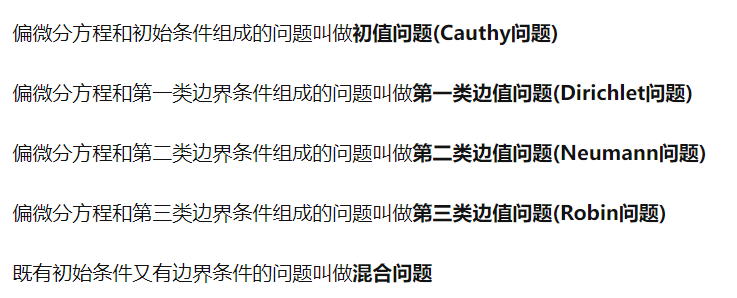 偏微分方程和初始条件组成的问题叫做初值问题(Cauthy问题)
偏微分方程和第一类边界条件组成的问题叫做第一类边值问题(Dirichlet问题)
偏微分方程和第二类边界条件组成的问题叫做第二类边值问题(Neumann问题)
偏微分方程和第三类边界条件组成的问题叫做第三类边值问题(Robin问题)
既有初始条件又有边界条件的问题叫做混合问题